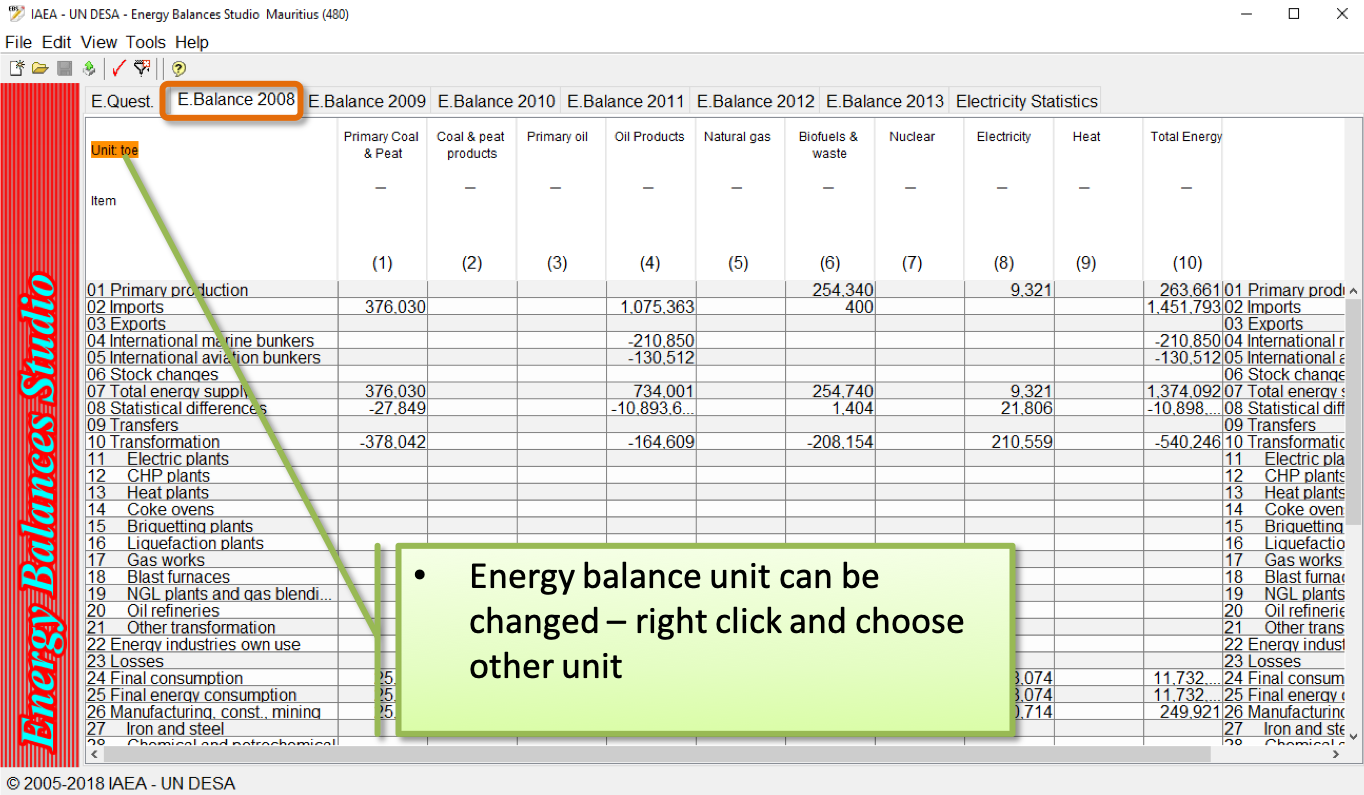 IAEA - UN DESA - Energy Balances Studio Mauritius (480)
File Edit View Tools Help
E.Quest. E.Balance 2008 E.Balance 2009 E.Balance 2010 E.Balance 2011 E.Balance 2012 E.Balance 2013 Electricity Statistics
Unit: toe
Primary Coal & Peat Coal & peat products Primary oil Oil Products Natural gas Biofuels & waste Nuclear Electricity Heat Total Energy
– – – – – – – – – –
Item
(1) (2) (3) (4) (5) (6) (7) (8) (9) (10)
01 Primary production 254,340 9,321 263,661 01 Primary produ
02 Imports 376,030 1,075,363 400 1,451,793 02 Imports
03 Exports 03 Exports
04 International marine bunkers -210,850 -210,850 04 International r
05 International aviation bunkers -130,512 -130,512 05 International a
06 Stock changes 06 Stock change
07 Total energy supply 376,030 734,001 254,740 9,321 1,374,092 07 Total energy s
08 Statistical differences -27,849 -10,893,6... 1,404 21,806 -10,898,... 08 Statistical diff
09 Transfers 09 Transfers
10 Transformation -378,042 -164,609 -208,154 210,559 -540,246 10 Transformatio
11 Electric plants 11 Electric pla
12 CHP plants 12 CHP plants
13 Heat plants 13 Heat plants
14 Coke ovens 14 Coke oven
15 Briquetting plants 15 Briquetting
16 Liquefaction plants 16 Liquefactio
17 Gas works 17 Gas works
18 Blast furnaces 18 Blast furnac
19 NGL plants and gas blendi... 19 NGL plants
20 Oil refineries 20 Oil refinerie
21 Other transformation 21 Other trans
22 Energy industries own use 22 Energy indust
23 Losses 23 Losses
24 Final consumption 25, ,074 11,732,... 24 Final consum
25 Final energy consumption 25, ,074 11,732,... 25 Final energy c
26 Manufacturing, const., mining 25, ,714 249,921 26 Manufacturing
27 Iron and steel 27 Iron and ste
28 Chemical and petrochemical 28 Chemical
• Energy balance unit can be
changed – right click and choose
other unit
Energy Balances Studio
© 2005-2018 IAEA - UN DESA